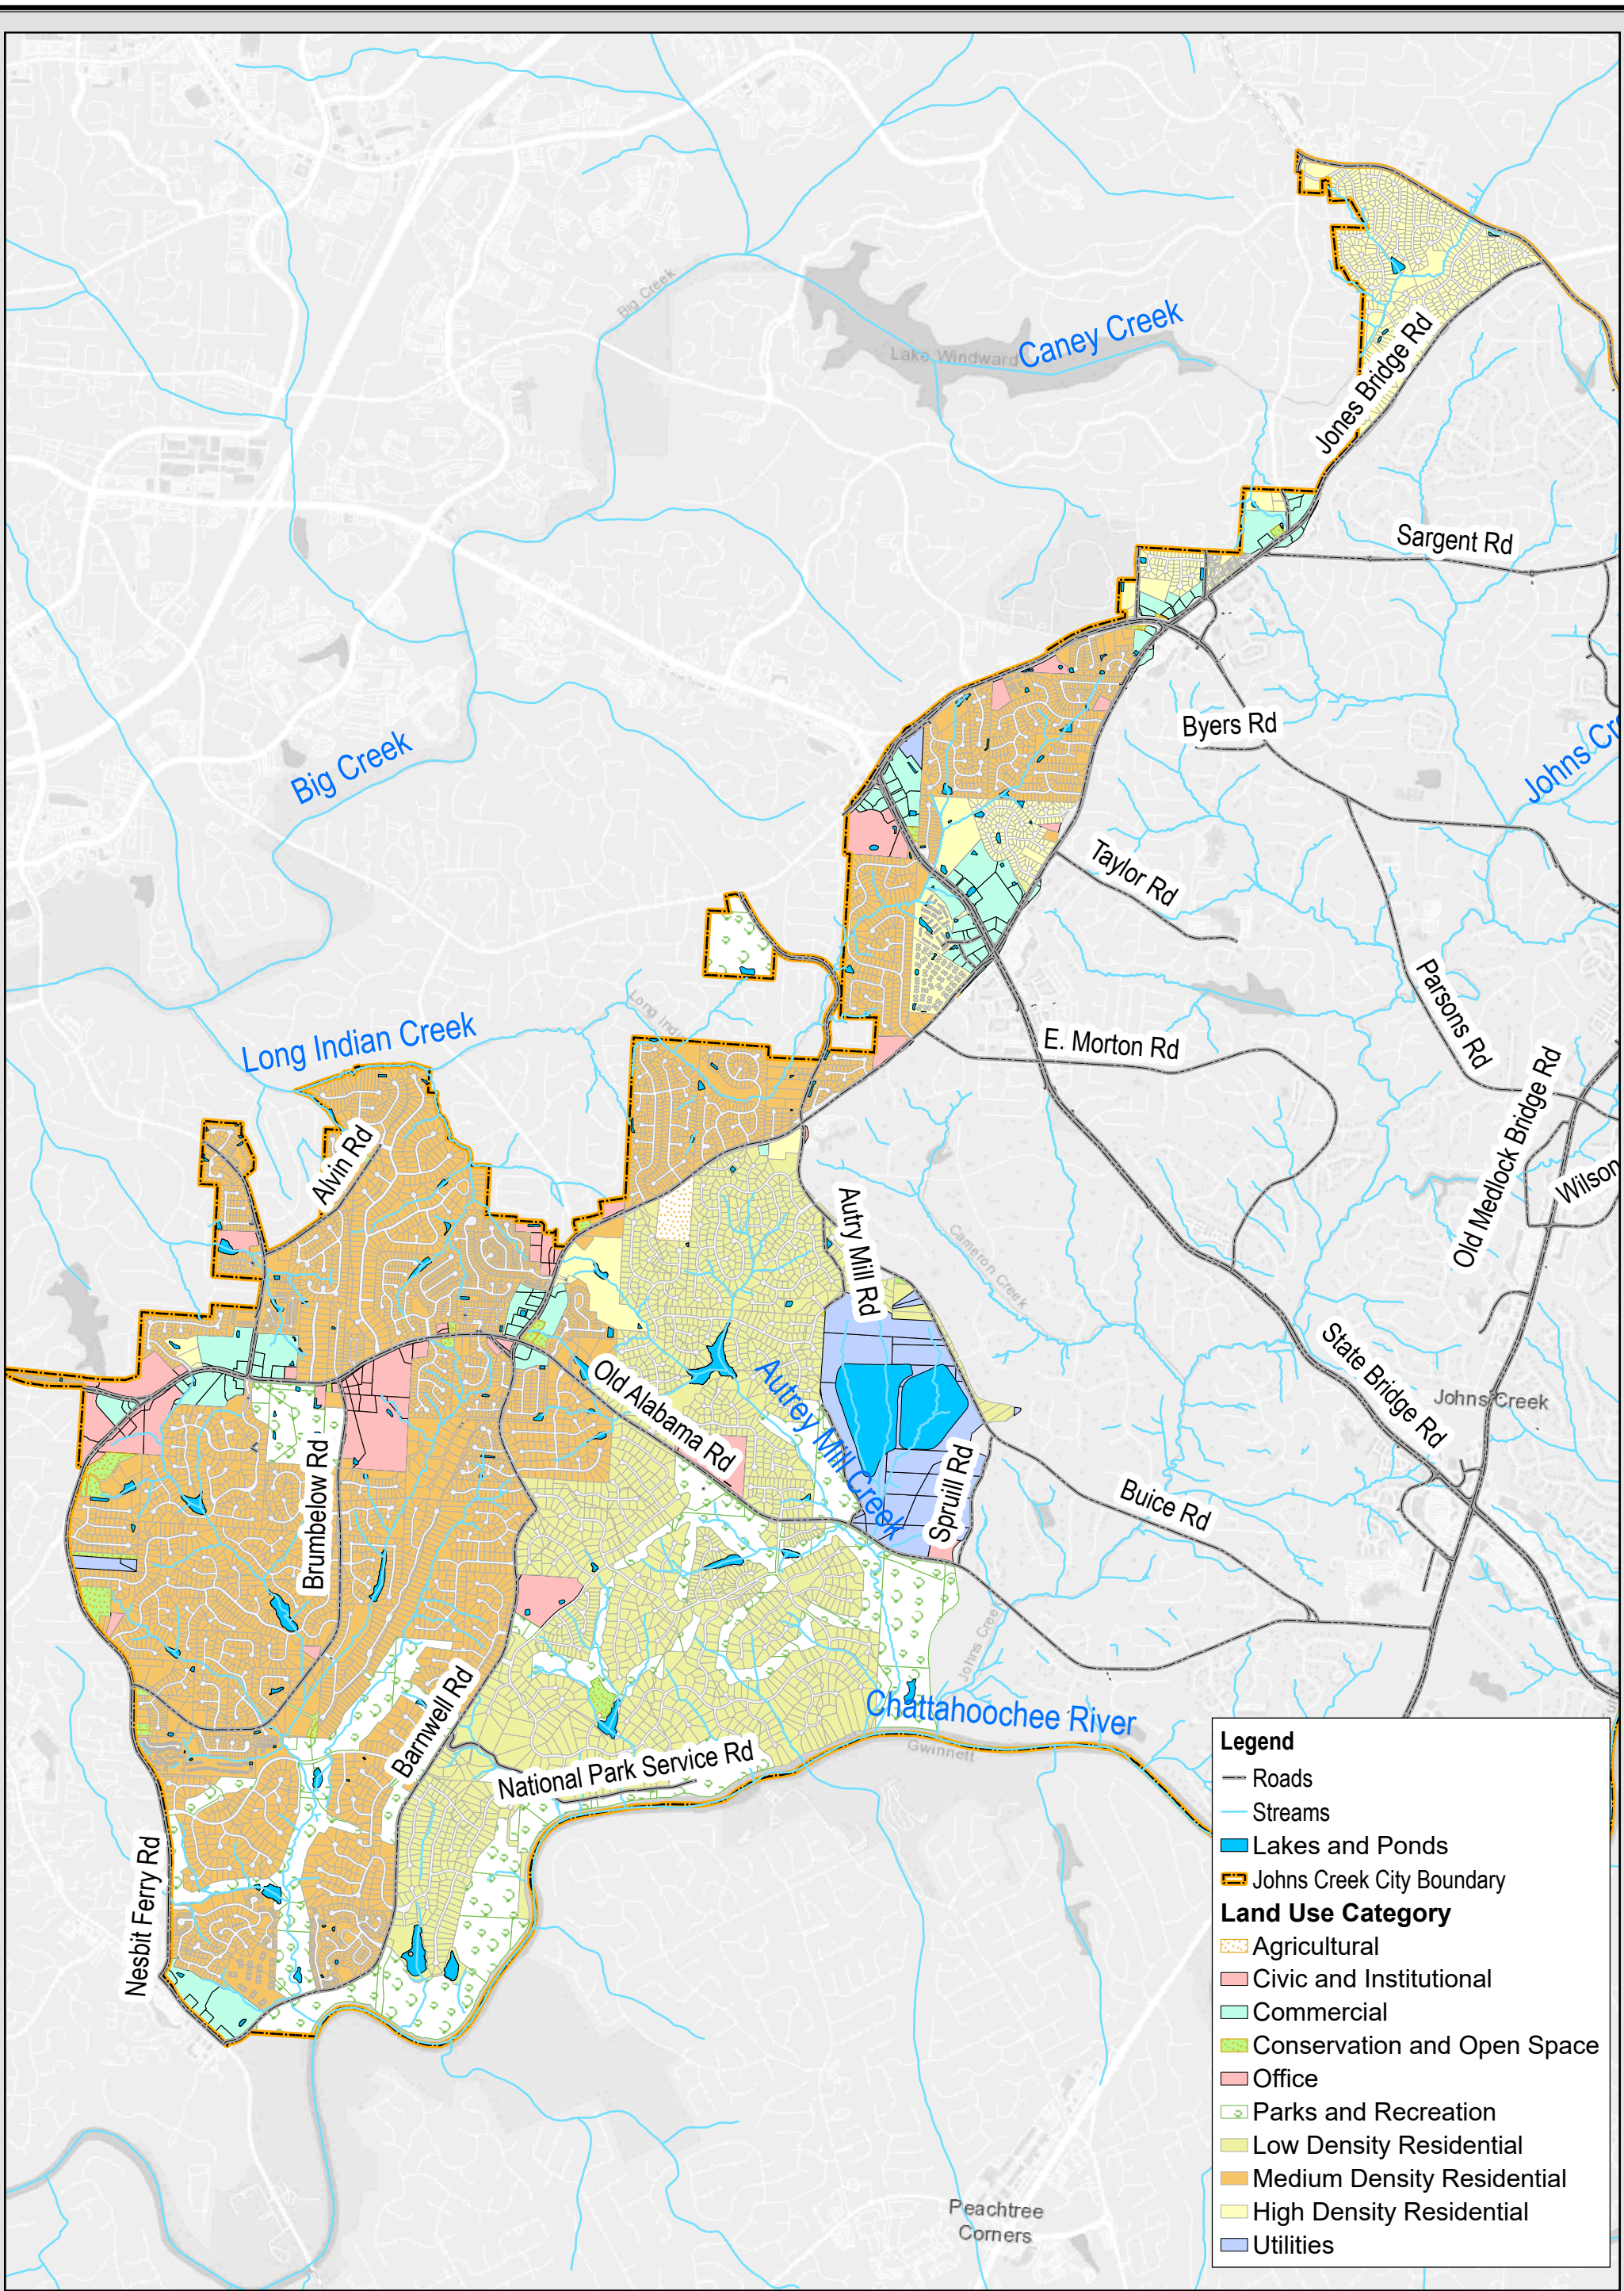 Big Creek
Lake Windward
Caney Creek
Jones Bridge Rd
Sargent Rd
Byers Rd
Johns Cr
Big Creek
Taylor Rd
Parsons Rd
Long Indi
Long Indian Creek
E. Morton Rd
Old Medlock Bridge Rd
Alvin Rd
Wilson
Autry Mill Rd
Cameron Creek
State Bridge Rd
Johns Creek
Old Alabama Rd
Autrey Mill Creek
Brumbelow Rd
Spruill Rd
Buice Rd
Johns Cree
Barnwell Rd
Chattahoochee River
Gwinnett
National Park Service Rd
Nesbit Ferry Rd
Legend
Roads
Streams
Lakes and Ponds
Johns Creek City Boundary
Land Use Category
Agricultural
Civic and Institutional
Commercial
Conservation and Open Space
Office
Parks and Recreation
Low Density Residential
Medium Density Residential
High Density Residential
Utilities
Peachtree
Corners